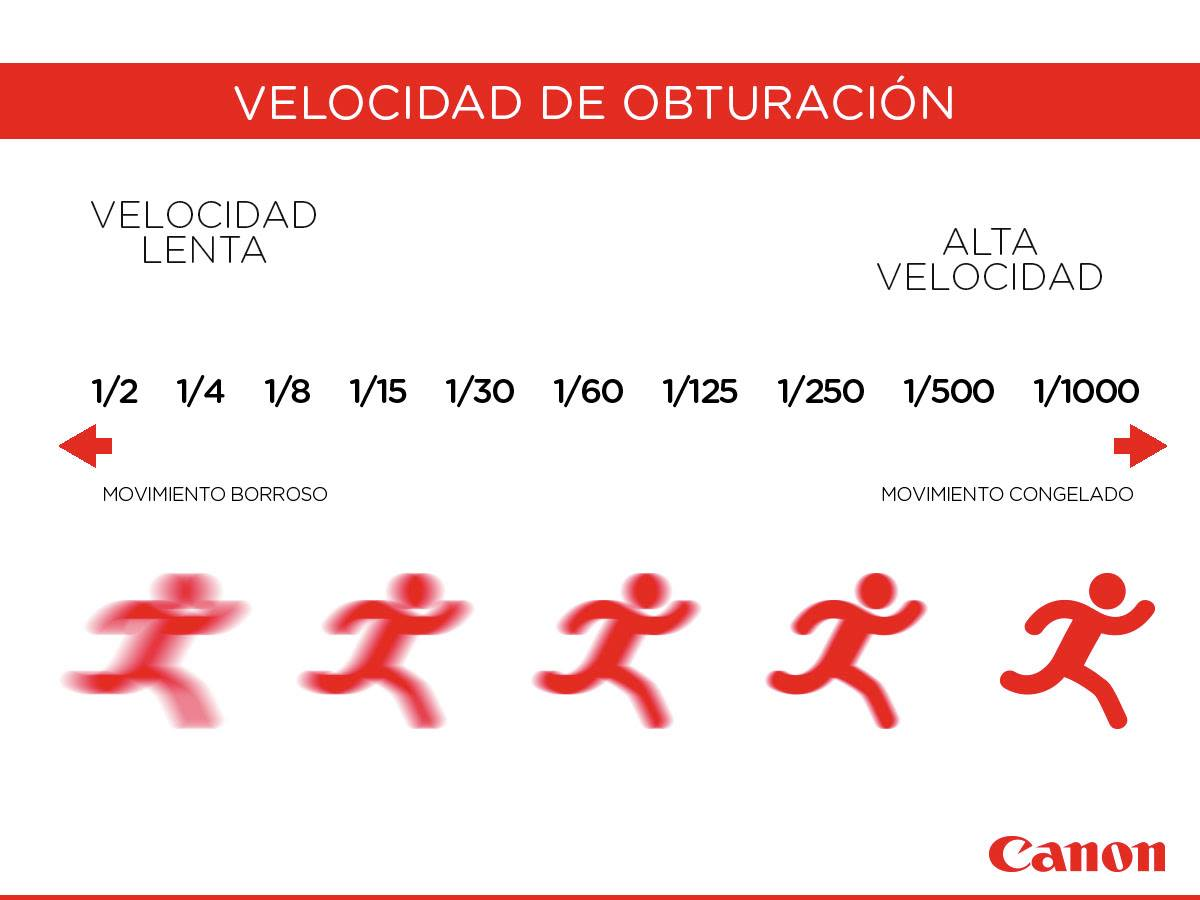 VELOCIDAD DE OBTURACIÓN
VELOCIDAD
LENTA
ALTA
VELOCIDAD
1/2 1/4 1/8 1/15 1/30 1/60 1/125 1/250 1/500 1/1000
MOVIMIENTO BORROSO
MOVIMIENTO CONGELADO
Canon